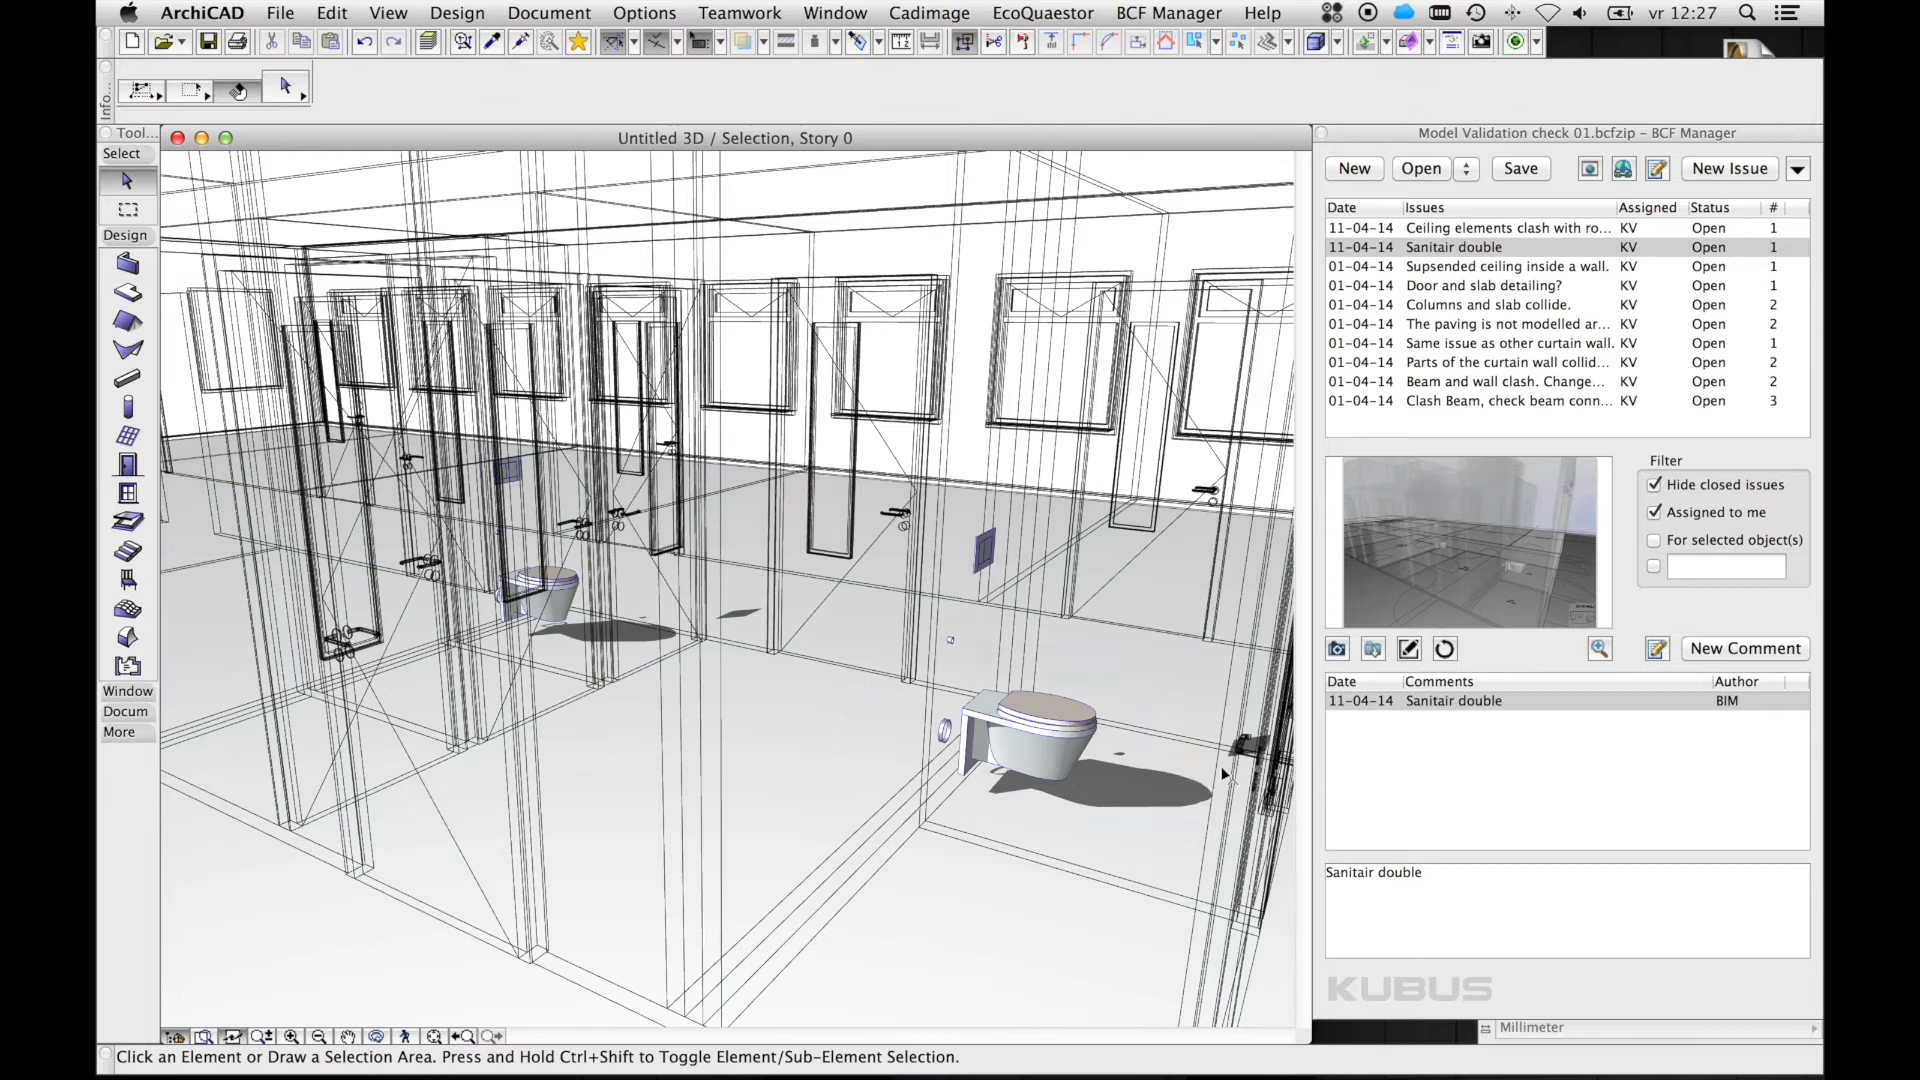 ArchiCAD File Edit View Design Document Options Teamwork Window Cadimage EcoQuaestor BCF Manager Help vr 12:27
Info...
Tool...
Select
Design
Window
Docum
More
Untitled 3D / Selection, Story 0
Model Validation check 01.bcfzip – BCF Manager
New Open Save New Issue
Date Issues Assigned Status #
11-04-14 Ceiling elements clash with ro... KV Open 1
11-04-14 Sanitair double KV Open 1
01-04-14 Supsended ceiling inside a wall. KV Open 1
01-04-14 Door and slab detailing? KV Open 1
01-04-14 Columns and slab collide. KV Open 2
01-04-14 The paving is not modelled ar... KV Open 2
01-04-14 Same issue as other curtain wall. KV Open 1
01-04-14 Parts of the curtain wall collid... KV Open 2
01-04-14 Beam and wall clash. Change... KV Open 2
01-04-14 Clash Beam, check beam conn... KV Open 3
Filter
Hide closed issues
Assigned to me
For selected object(s)
New Comment
Date Comments Author
11-04-14 Sanitair double BIM
Sanitair double
KUBUS
Millimeter
Click an Element or Draw a Selection Area. Press and Hold Ctrl+Shift to Toggle Element/Sub-Element Selection.